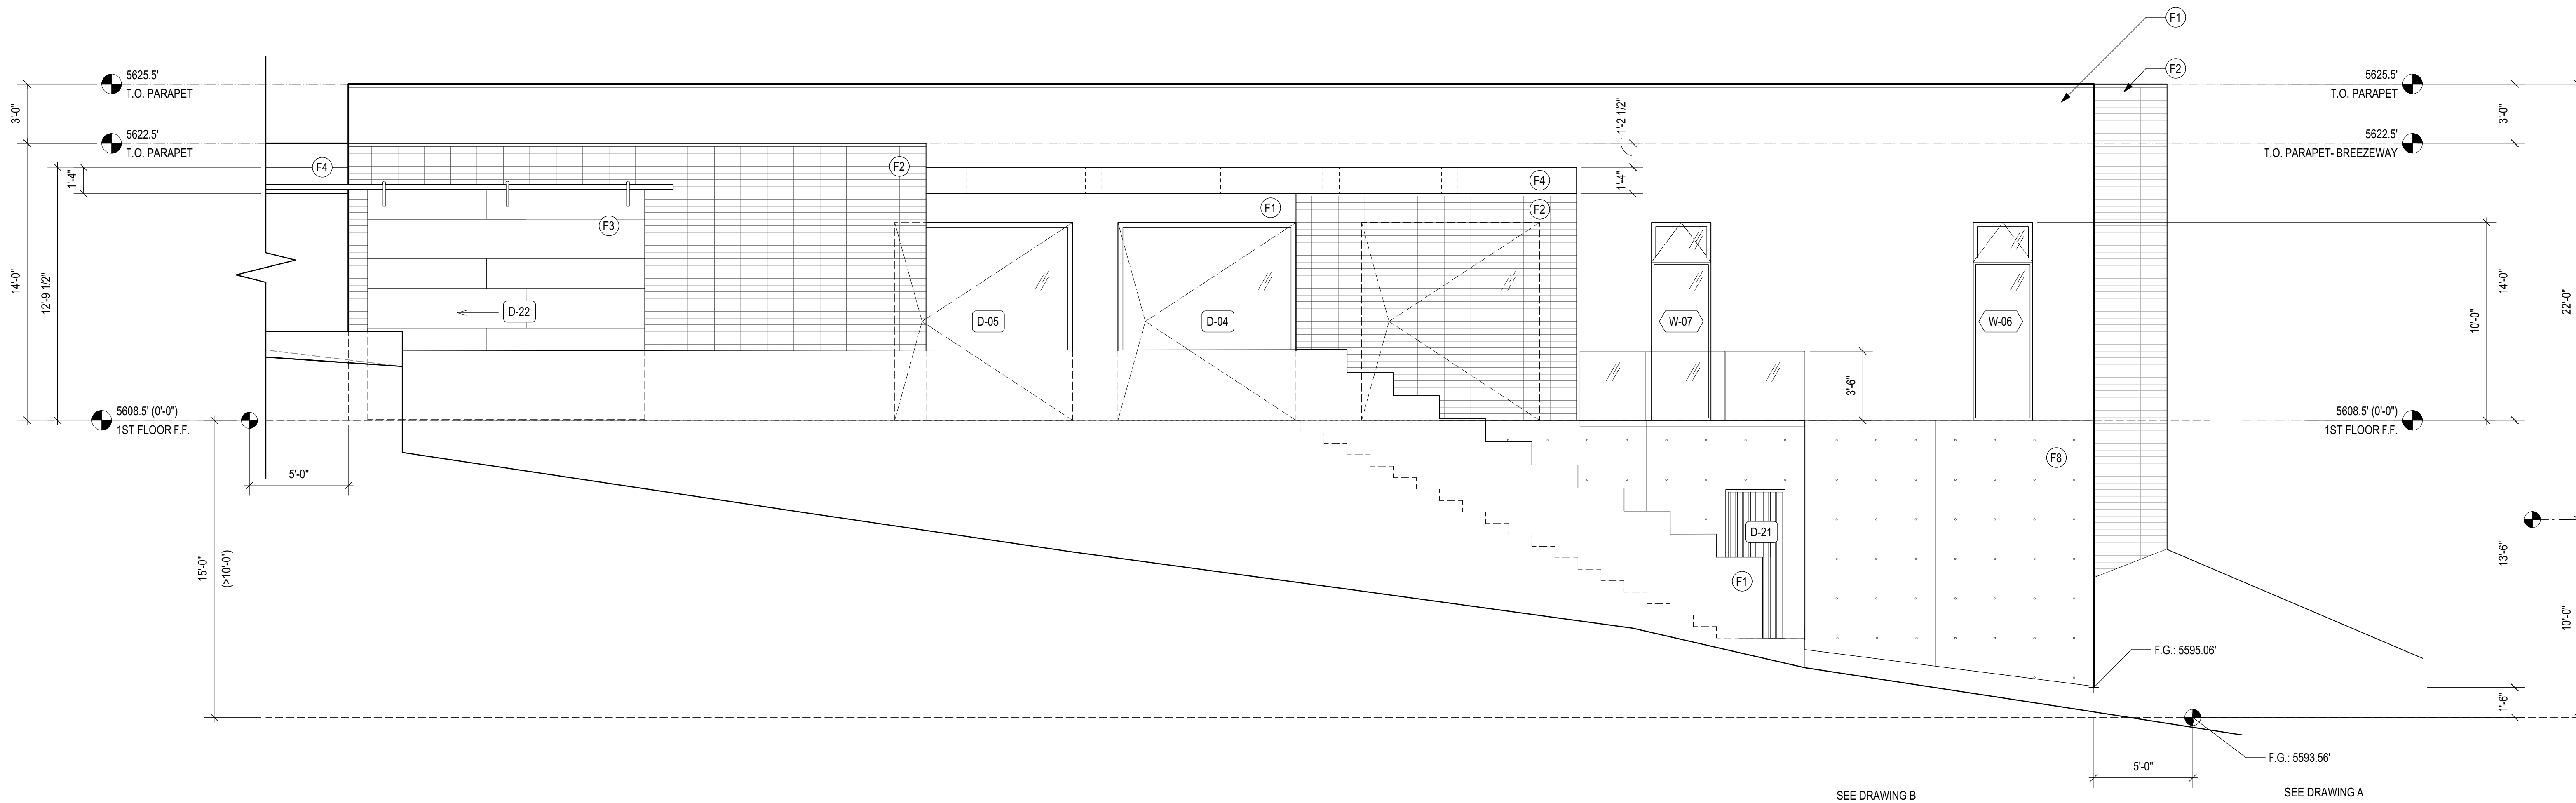 F1
F2
5625.5'
T.O. PARAPET
5625.5'
T.O. PARAPET
3'-0"
1'-2 1/2"
3'-0"
5622.5'
T.O. PARAPET
5622.5'
T.O. PARAPET- BREEZEWAY
F4
F2
1'-4"
F4
1'-4"
F1
F2
F3
14'-0"
12'-9 1/2"
D-22
D-05
D-04
W-07
W-06
10'-0"
14'-0"
22'-0"
3'-6"
5608.5' (0'-0")
1ST FLOOR F.F.
5608.5' (0'-0")
1ST FLOOR F.F.
5'-0"
F8
D-21
F1
15'-0"
(>10'-0")
13'-6"
10'-0"
F.G.: 5595.06'
1'-6"
F.G.: 5593.56'
5'-0"
SEE DRAWING B
SEE DRAWING A